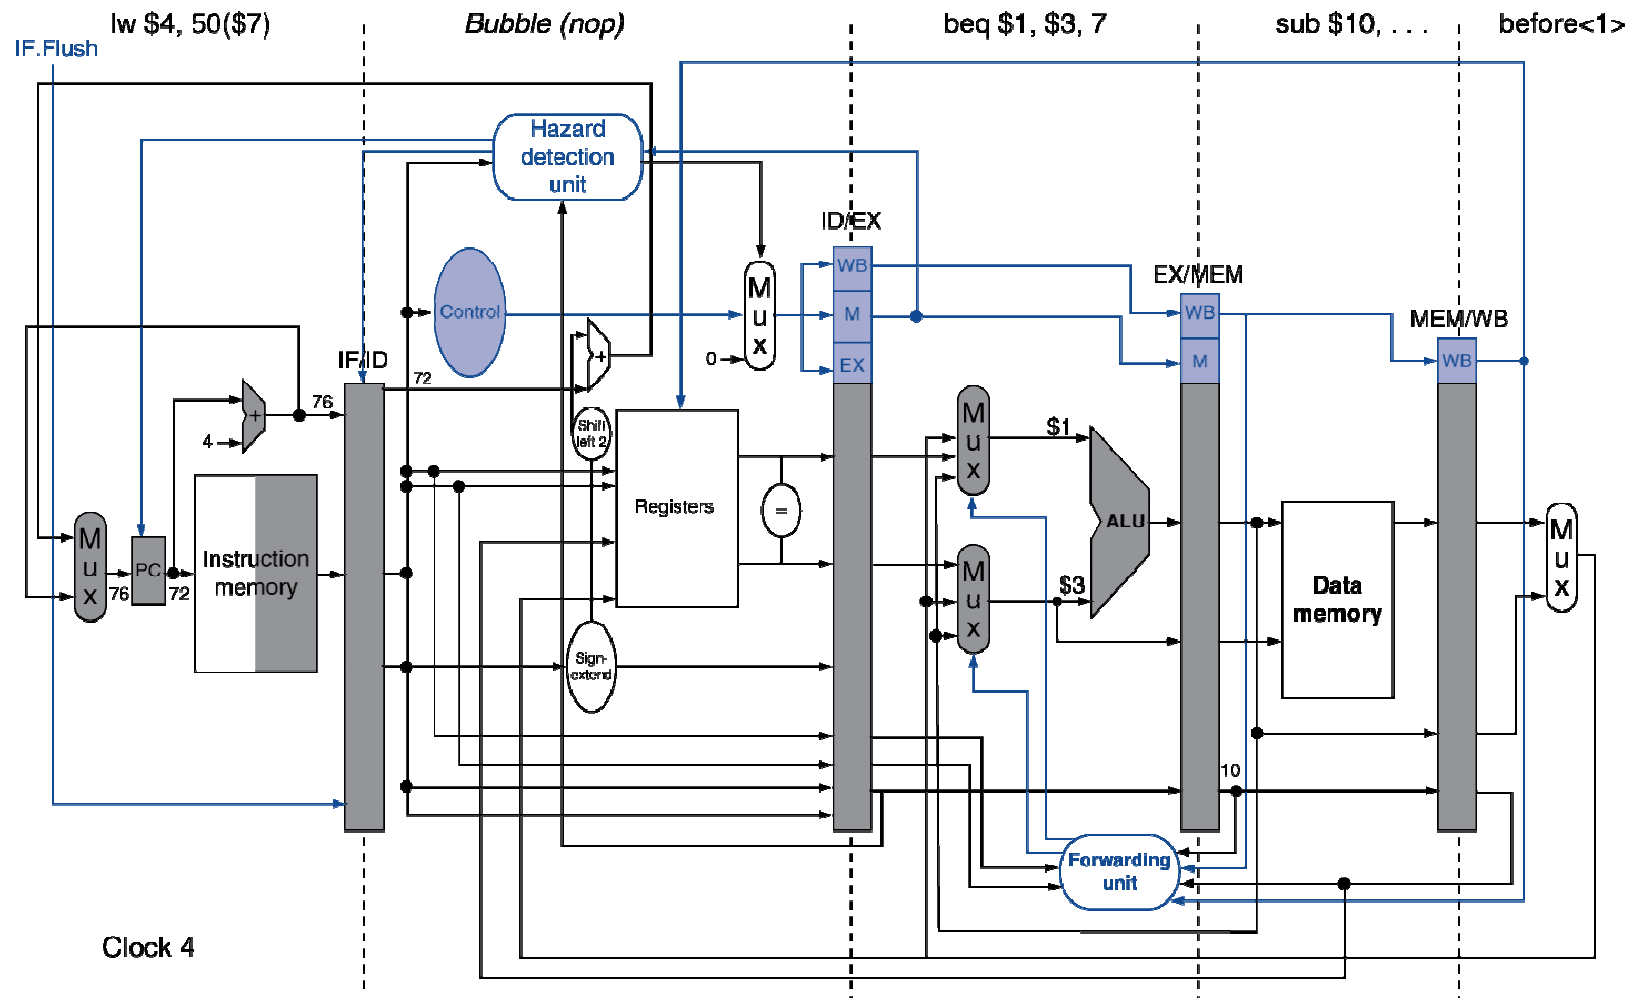 lw $4, 50($7)
Bubble (nop)
beq $1, $3, 7
sub $10, . . .
before<1>
IF.Flush
Hazard
detection
unit
ID/EX
WB
M
EX
EX/MEM
WB
M
MEM/WB
WB
Control
M
u
x
0
IF/ID
72
+
Shift
left 2
76
+
4
M
u
x
76
PC
72
Instruction
memory
Registers
=
Sign-
extend
M
u
x
$1
M
u
x
$3
ALU
Data
memory
M
u
x
10
Forwarding
unit
Clock 4